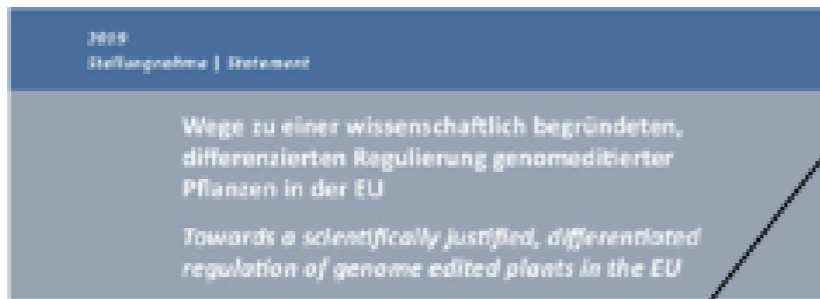 2019
Stellungnahme | Statement
Wege zu einer wissenschaftlich begründeten,
differenzierten Regulierung genomeditierter
Pflanzen in der EU
Towards a scientifically justified, differentiated
regulation of genome edited plants in the EU